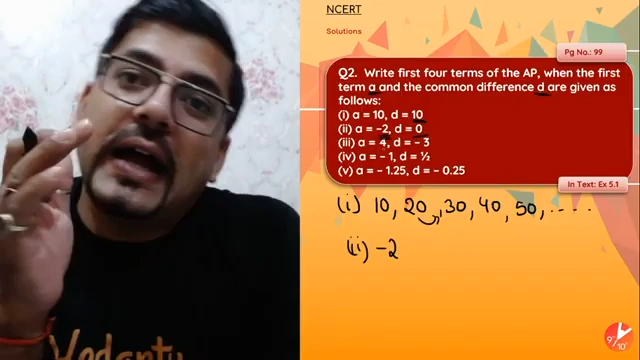 NCERT
Solutions
Pg No.: 99
Q2. Write first four terms of the AP, when the first
term a and the common difference d are given as
follows:
(i) a = 10, d = 10
(ii) a = -2, d = 0
(iii) a = 4, d = - 3
(iv) a = - 1, d = ½
(v) a = - 1.25, d = - 0.25
In Text: Ex 5.1
(i) 10, 20, 30, 40, 50, ....
(ii) -2
Vedantu
9 10